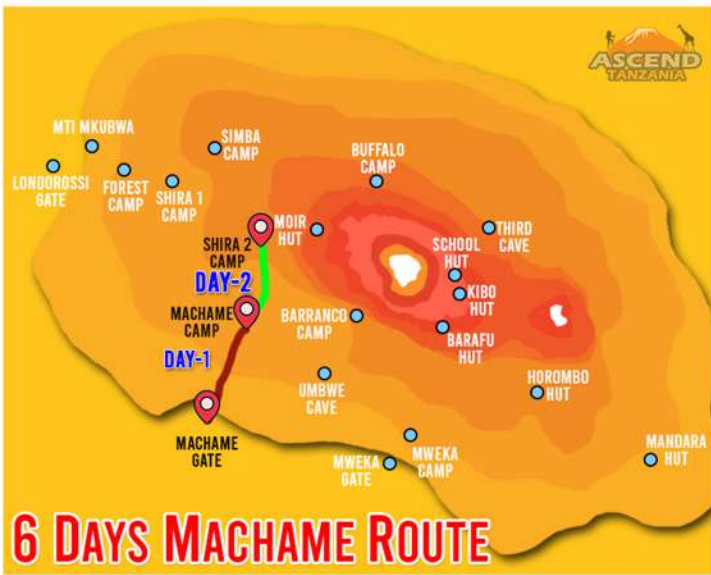 ASCEND
TANZANIA
MTI MKUBWA
SIMBA
CAMP
BUFFALO
CAMP
LONDOROSSI
GATE
FOREST
CAMP
SHIRA 1
CAMP
MOIR
HUT
THIRD
CAVE
SHIRA 2
CAMP
SCHOOL
HUT
DAY-2
KIBO
HUT
MACHAME
CAMP
BARRANCO
CAMP
BARAFU
HUT
DAY-1
UMBWE
CAVE
HOROMBO
HUT
MACHAME
GATE
MWEKA
GATE
MWEKA
CAMP
MANDARA
HUT
6 DAYS MACHAME ROUTE